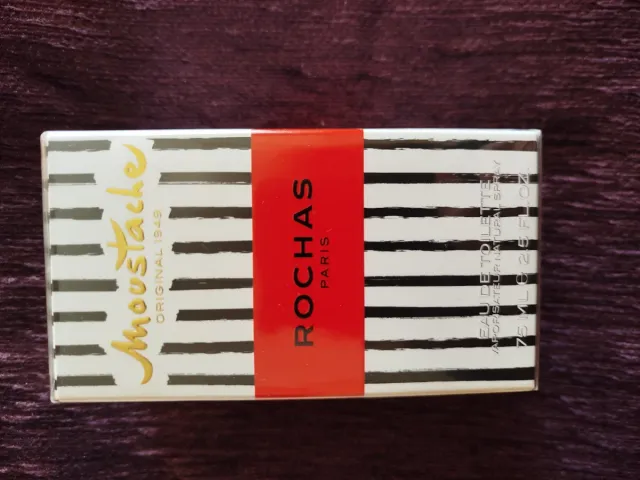 Moustache
ORIGINAL 1949
ROCHAS
PARIS
EAU DE TOILETTE
VAPORISATEUR NATURAL SPRAY
75 ML ℮ 2.5 FL.OZ